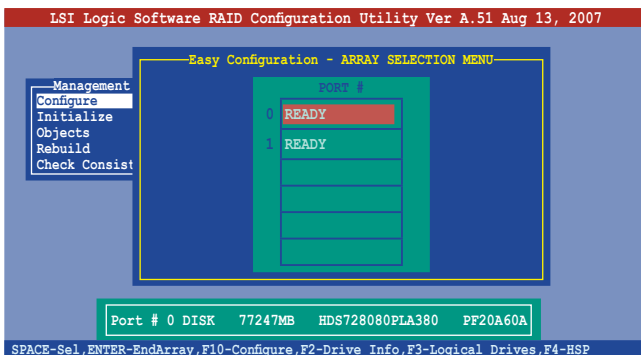 LSI Logic Software RAID Configuration Utility Ver A.51 Aug 13, 2007
Easy Configuration - ARRAY SELECTION MENU
Management
Configure
Initialize
Objects
Rebuild
Check Consist
PORT #
0 READY
1 READY
Port # 0 DISK 77247MB HDS728080PLA380 PF20A60A
SPACE-Sel,ENTER-EndArray,F10-Configure,F2-Drive Info,F3-Logical Drives,F4-HSP